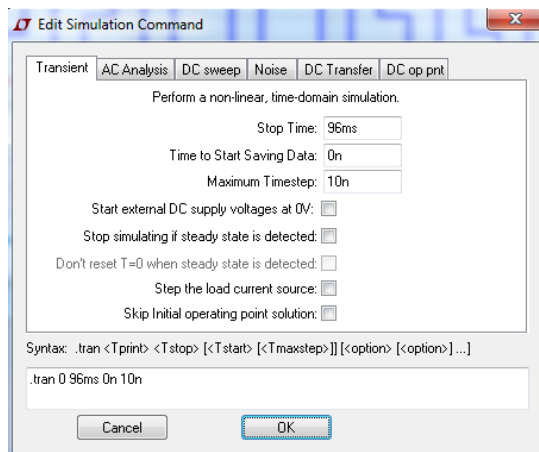 Edit Simulation Command
Transient AC Analysis DC sweep Noise DC Transfer DC op pnt
Perform a non-linear, time-domain simulation.
Stop Time: 96ms
Time to Start Saving Data: 0n
Maximum Timestep: 10n
Start external DC supply voltages at 0V:
Stop simulating if steady state is detected:
Don't reset T=0 when steady state is detected:
Step the load current source:
Skip Initial operating point solution:
Syntax: .tran <Tprint> <Tstop> [<Tstart> [<Tmaxstep>]] [<option> [<option>] ...]
.tran 0 96ms 0n 10n
Cancel OK